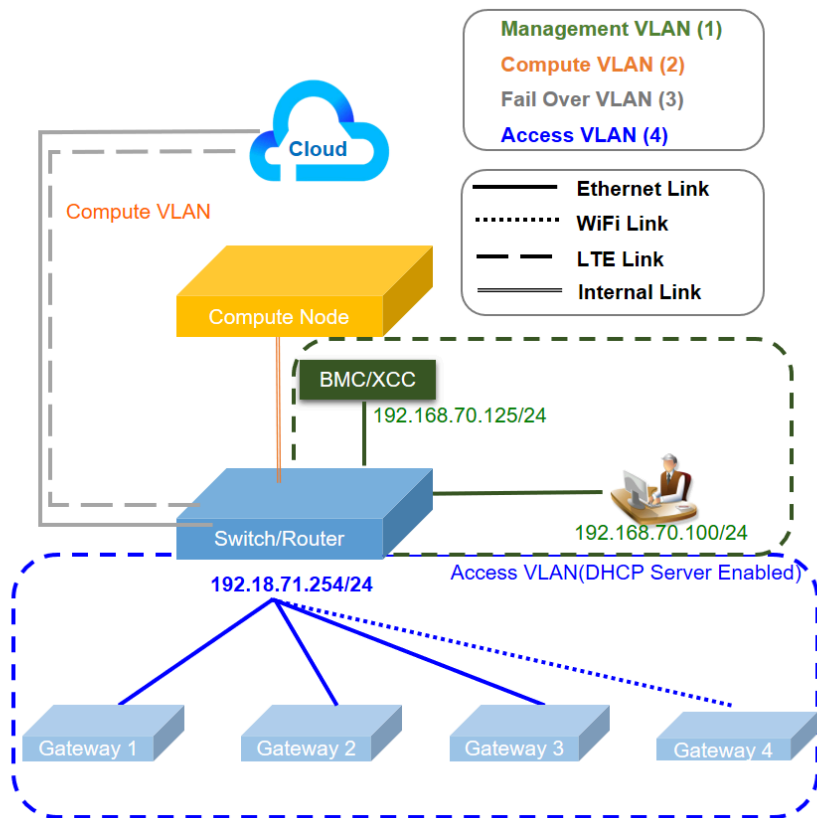 Management VLAN (1)
Compute VLAN (2)
Fail Over VLAN (3)
Access VLAN (4)
Cloud
Ethernet Link
WiFi Link
LTE Link
Internal Link
Compute VLAN
Compute Node
BMC/XCC
192.168.70.125/24
192.168.70.100/24
Switch/Router
Access VLAN(DHCP Server Enabled)
192.18.71.254/24
Gateway 1
Gateway 2
Gateway 3
Gateway 4